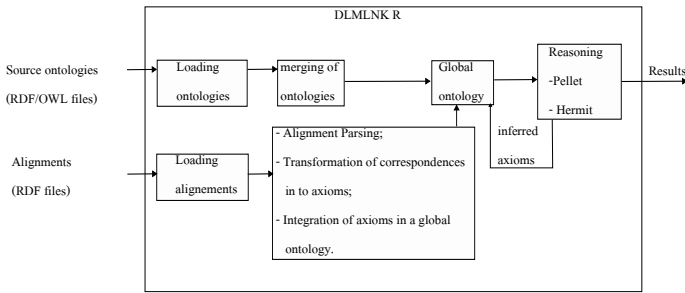 DLMLNK R
Source ontologies
(RDF/OWL files)
Loading
ontologies
merging of
ontologies
Global
ontology
Reasoning
-Pellet
- Hermit
Results
inferred
axioms
Alignments
(RDF files)
Loading
alignements
- Alignment Parsing;
- Transformation of correspondences
in to axioms;
- Integration of axioms in a global
ontology.